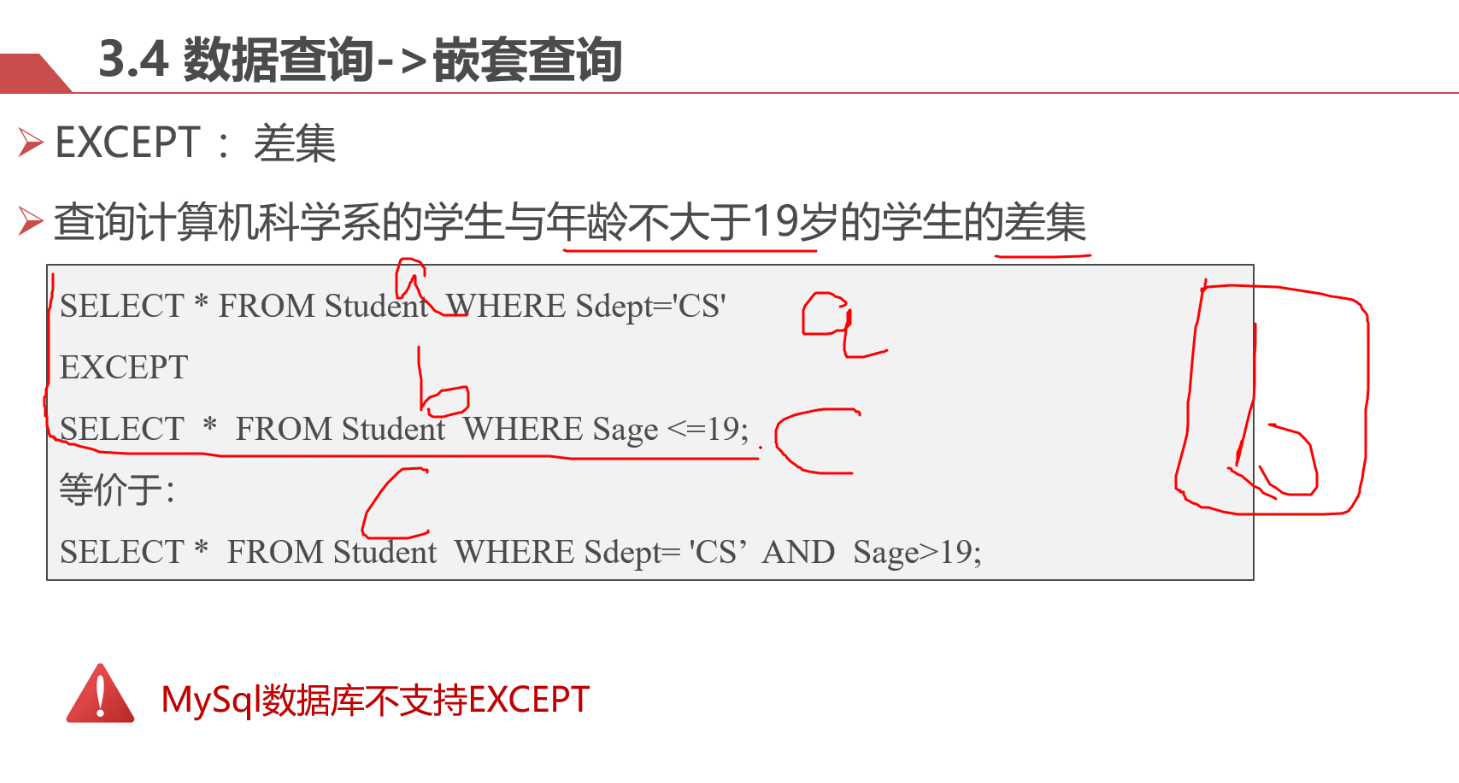 3.4 数据查询->嵌套查询
EXCEPT ：差集
查询计算机科学系的学生与年龄不大于19岁的学生的差集
a
SELECT * FROM Student WHERE Sdept='CS'
a
EXCEPT
b
SELECT * FROM Student WHERE Sage <=19;
C
b
等价于：
C
SELECT * FROM Student WHERE Sdept= 'CS’ AND Sage>19;
MySql数据库不支持EXCEPT